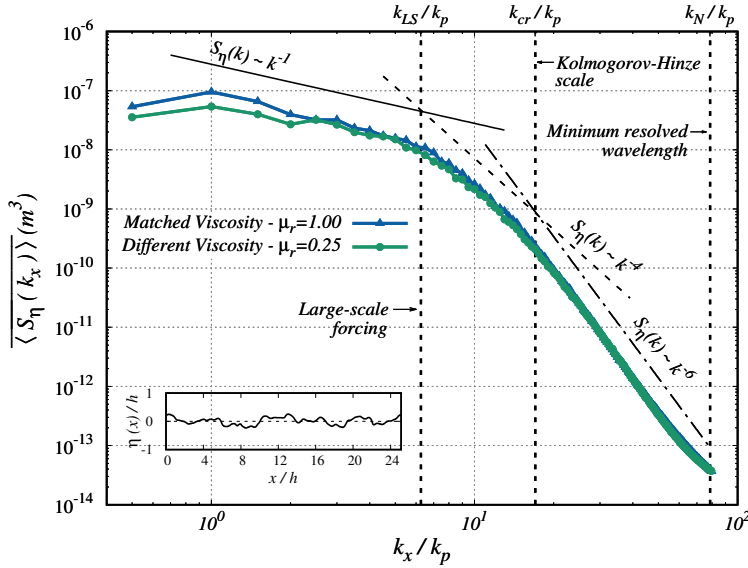 k_LS / k_p
k_cr / k_p
k_N / k_p
10^-6
10^-7
10^-8
10^-9
10^-10
10^-11
10^-12
10^-13
10^-14
⟨ S_η ( k_x ) ⟩ (m^3)
S_η(k) ~ k^-1
Kolmogorov-Hinze
scale
Minimum resolved
wavelength
Matched Viscosity - μ_r=1.00
Different Viscosity - μ_r=0.25
S_η(k) ~ k^-4
Large-scale
forcing
S_η(k) ~ k^-6
η (x) / h
1
0
-1
0
4
8
12
16
20
24
x / h
10^0
10^1
10^2
k_x / k_p